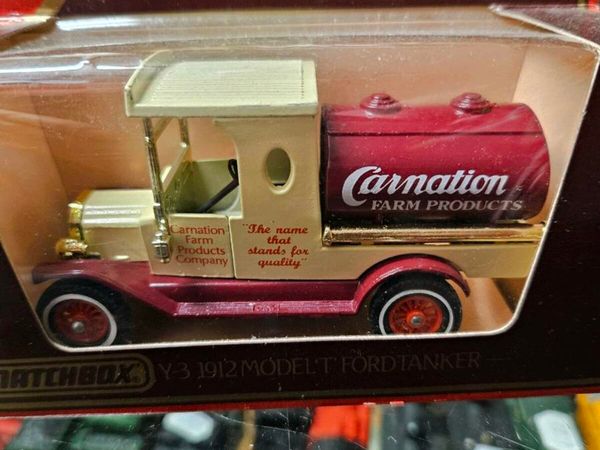 Carnation
FARM PRODUCTS
Carnation
Farm
Products
Company
"The name
that
stands for
quality"
MATCHBOX
Y-3 1912 MODEL 'T' FORD TANKER